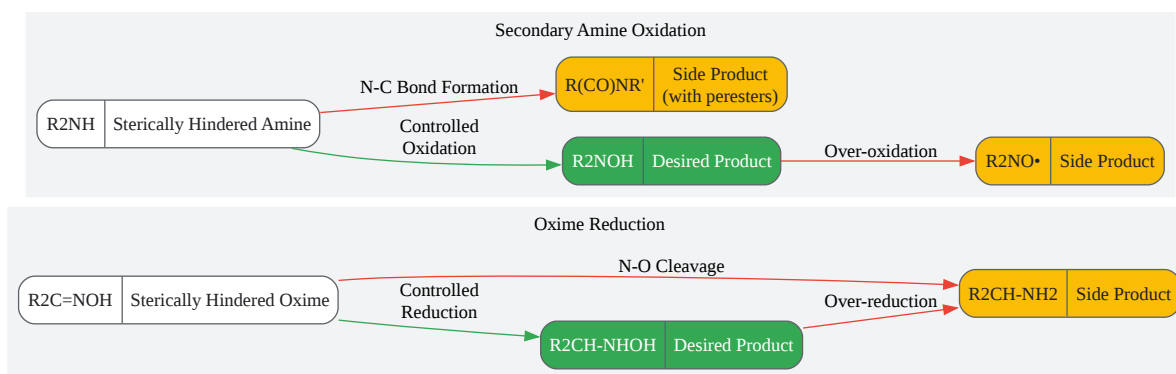 Secondary Amine Oxidation
N-C Bond Formation
R(CO)NR'
Side Product
(with peresters)
R2NH
Sterically Hindered Amine
Controlled
Oxidation
R2NOH
Desired Product
Over-oxidation
R2NO•
Side Product
Oxime Reduction
N-O Cleavage
R2C=NOH
Sterically Hindered Oxime
Controlled
Reduction
R2CH-NHOH
Desired Product
Over-reduction
R2CH-NH2
Side Product